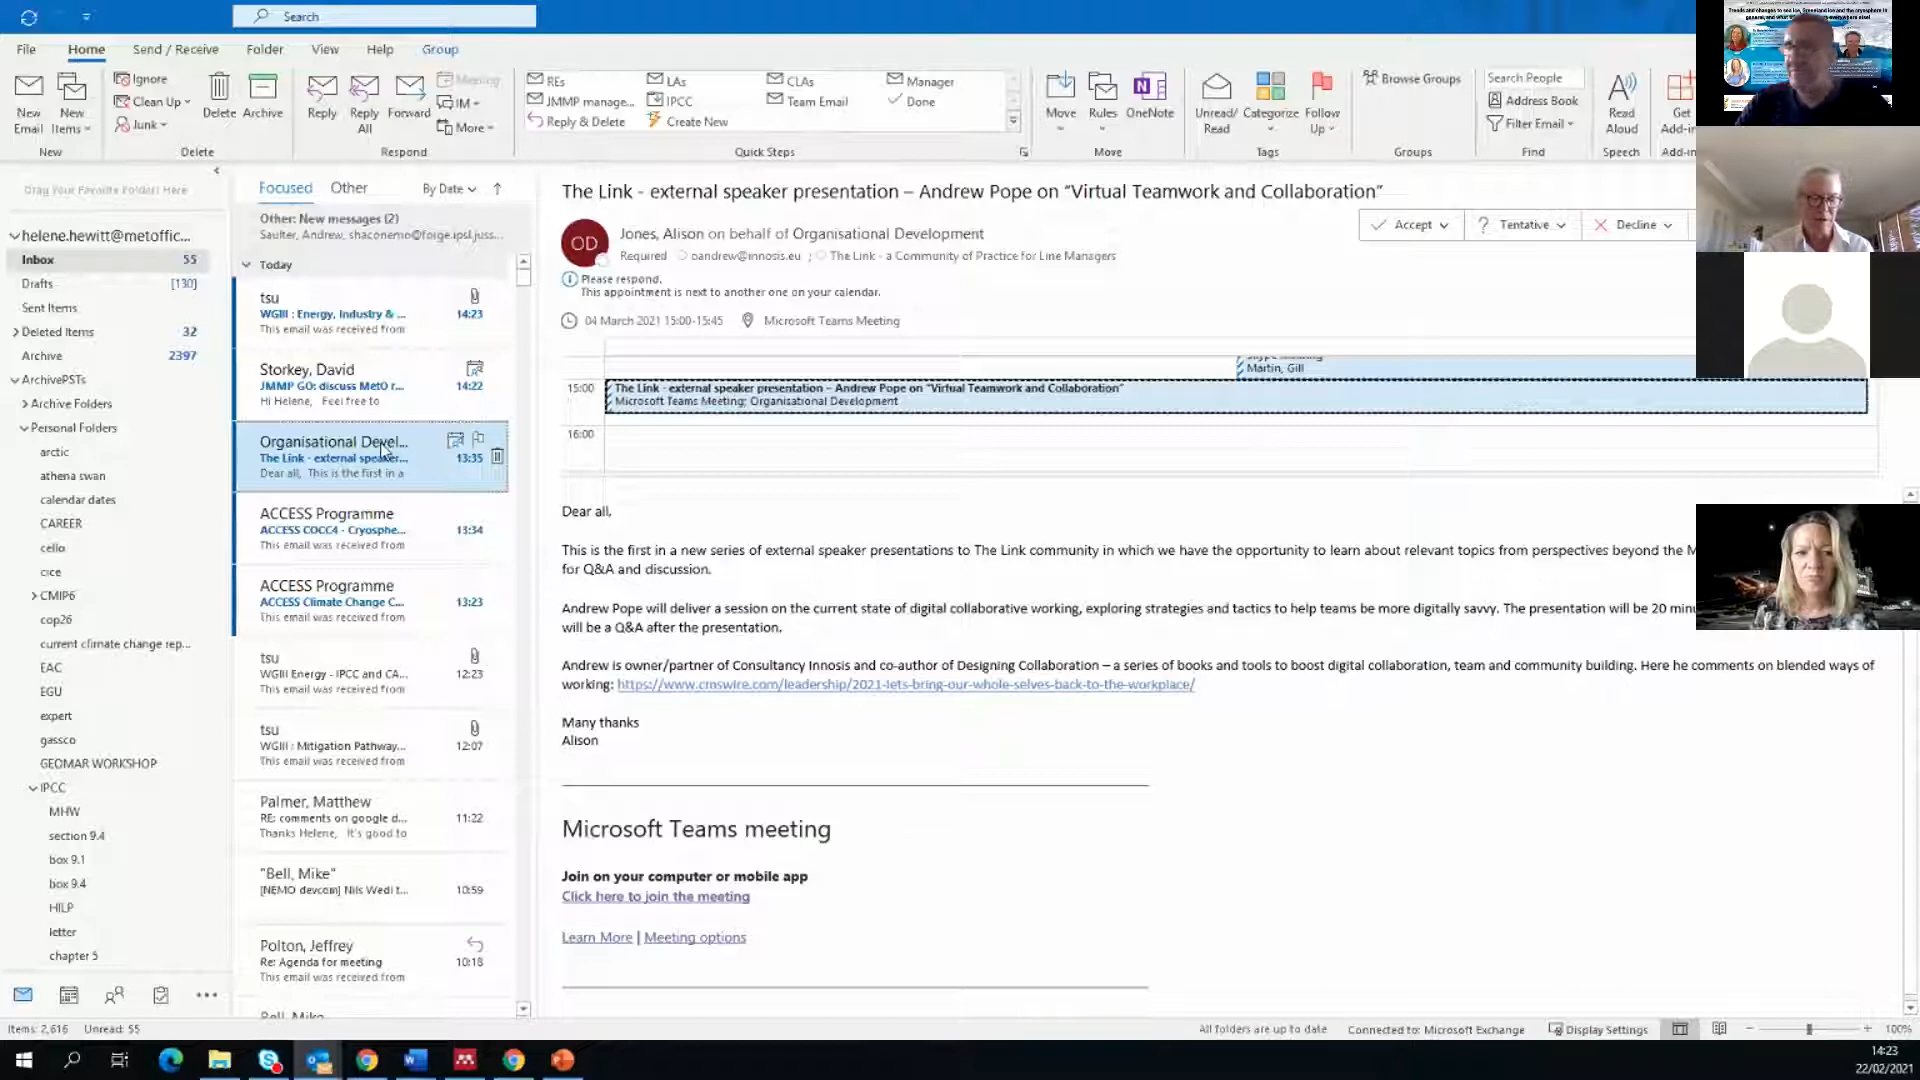 Search
File Home Send / Receive Folder View Help Group
New Email
New Items
New
Ignore
Clean Up
Junk
Delete
Archive
Delete
Reply
Reply All
Forward
Meeting
IM
More
Respond
REs LAs CLAs Manager
JMMP manage... IPCC Team Email Done
Reply & Delete Create New
Quick Steps
Move
Rules
OneNote
Move
Unread/ Read
Categorize
Follow Up
Tags
Browse Groups
Groups
Search People
Address Book
Filter Email
Find
Read Aloud
Speech
Get Add-in
Add-in
Drag Your Favorite Folders Here
helene.hewitt@metoffic...
Inbox 55
Drafts [130]
Sent Items
Deleted Items 32
Archive 2397
ArchivePSTs
Archive Folders
Personal Folders
arctic
athena swan
calendar dates
CAREER
cello
cice
CMIP6
cop26
current climate change rep...
EAC
EGU
expert
gassco
GEOMAR WORKSHOP
IPCC
MHW
section 9.4
box 9.1
box 9.4
HILP
letter
chapter 5
Focused Other By Date
Other: New messages (2)
Saulter, Andrew, shaconemo@forge.ipsl.juss...
Today
tsu
WGIII : Energy, Industry & ... 14:23
This email was received from
Storkey, David
JMMP GO: discuss MetO r... 14:22
Hi Helene, Feel free to
Organisational Devel...
The Link - external speaker... 13:35
Dear all, This is the first in a
ACCESS Programme
ACCESS COCC4 - Cryosphe... 13:34
This email was received from
ACCESS Programme
ACCESS Climate Change C... 13:23
This email was received from
tsu
WGIII Energy - IPCC and CA... 12:23
This email was received from
tsu
WGIII : Mitigation Pathway... 12:07
This email was received from
Palmer, Matthew
RE: comments on google d... 11:22
Thanks Helene, It's good to
"Bell, Mike"
[NEMO devcom] Nils Wedi t... 10:59
Polton, Jeffrey
Re: Agenda for meeting 10:18
This email was received from
Bell, Mike
The Link - external speaker presentation – Andrew Pope on “Virtual Teamwork and Collaboration”
OD
Jones, Alison on behalf of Organisational Development
Required oandrew@innosis.eu ; The Link - a Community of Practice for Line Managers
Accept Tentative Decline
Please respond.
This appointment is next to another one on your calendar.
04 March 2021 15:00-15:45 Microsoft Teams Meeting
Skype Meeting
Martin, Gill
15:00 The Link - external speaker presentation – Andrew Pope on “Virtual Teamwork and Collaboration”
Microsoft Teams Meeting; Organisational Development
16:00
Dear all,
This is the first in a new series of external speaker presentations to The Link community in which we have the opportunity to learn about relevant topics from perspectives beyond the M
for Q&A and discussion.
Andrew Pope will deliver a session on the current state of digital collaborative working, exploring strategies and tactics to help teams be more digitally savvy. The presentation will be 20 minu
will be a Q&A after the presentation.
Andrew is owner/partner of Consultancy Innosis and co-author of Designing Collaboration – a series of books and tools to boost digital collaboration, team and community building. Here he comments on blended ways of
working: https://www.cmswire.com/leadership/2021-lets-bring-our-whole-selves-back-to-the-workplace/
Many thanks
Alison
Microsoft Teams meeting
Join on your computer or mobile app
Click here to join the meeting
Learn More | Meeting options
Items: 2,616 Unread: 55
All folders are up to date Connected to: Microsoft Exchange Display Settings 100%
14:23
22/02/2021